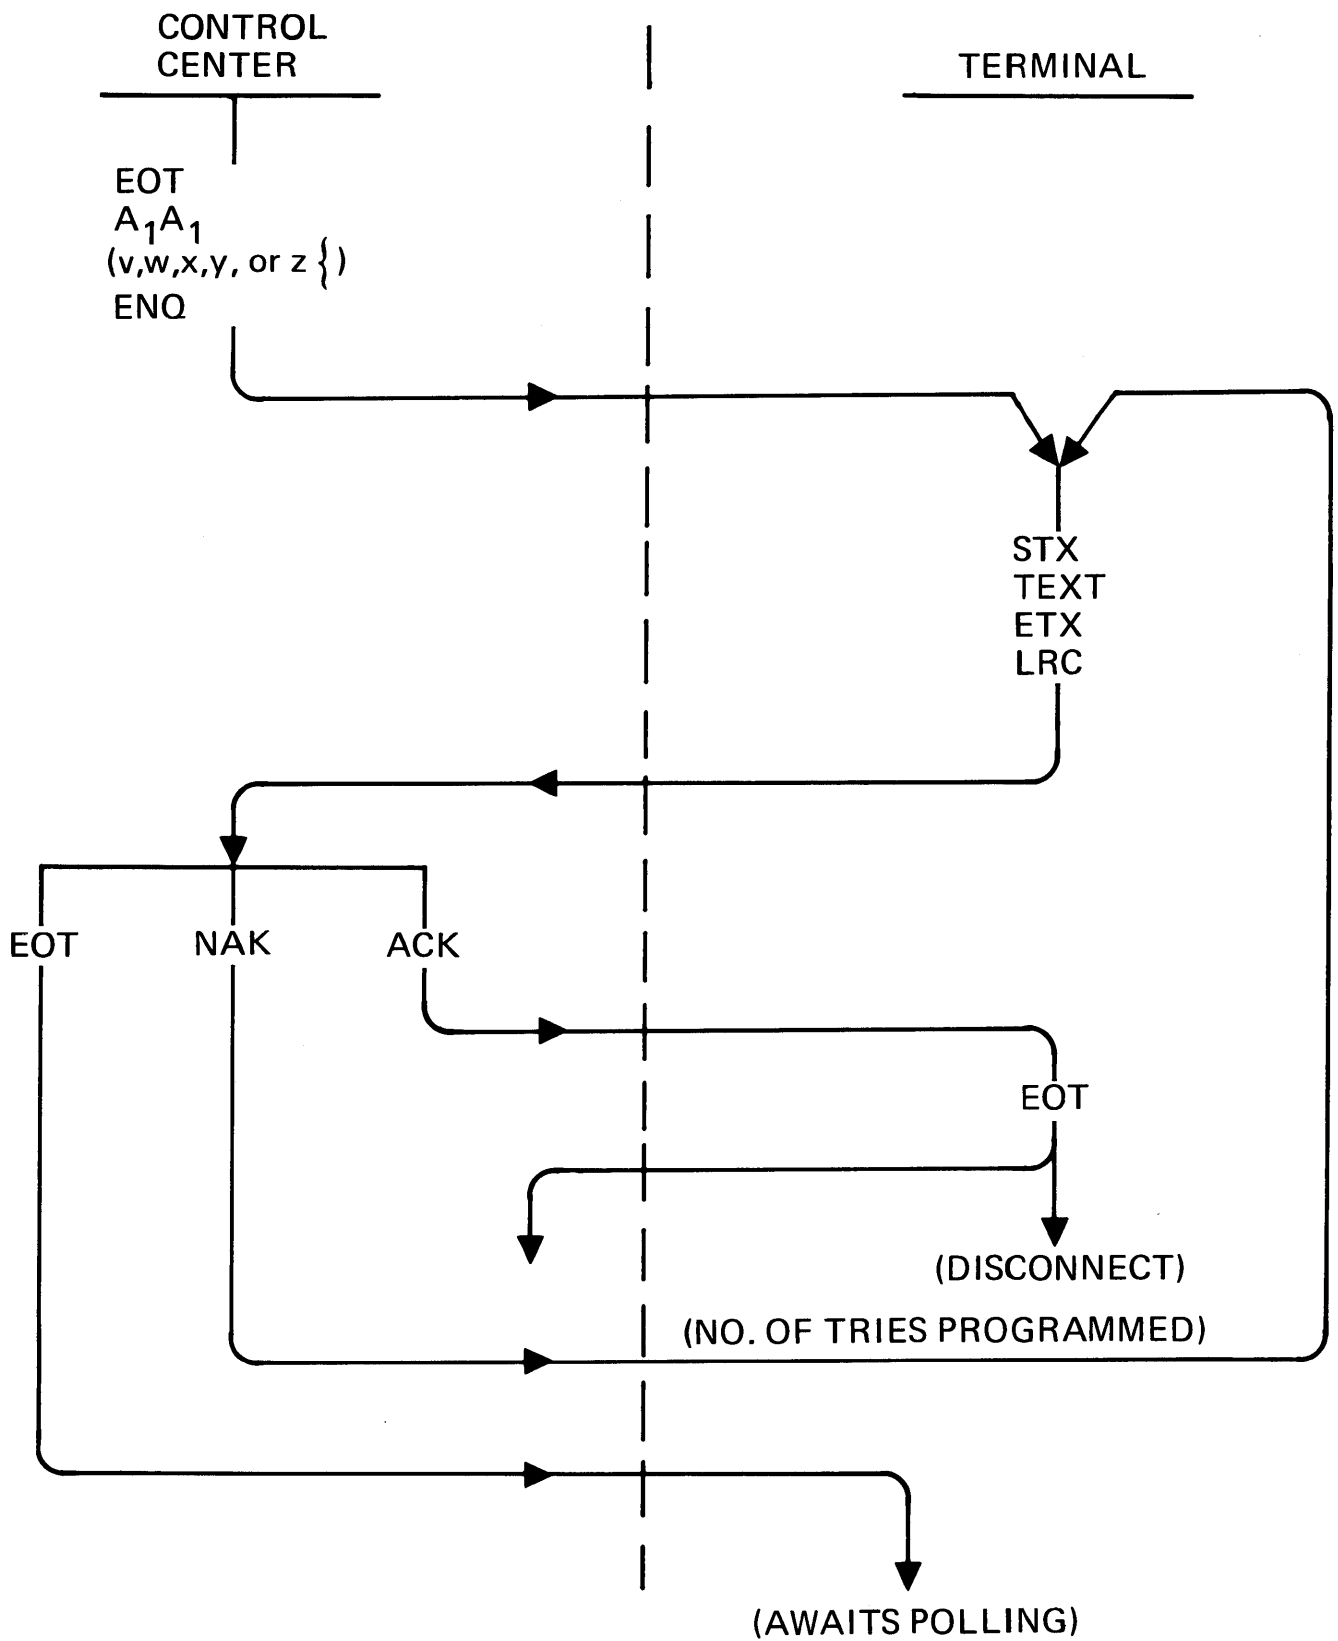 CONTROL
CENTER
TERMINAL
EOT
A₁A₁
(v,w,x,y, or z { )
ENQ
STX
TEXT
ETX
LRC
EOT
NAK
ACK
EOT
(DISCONNECT)
(NO. OF TRIES PROGRAMMED)
(AWAITS POLLING)